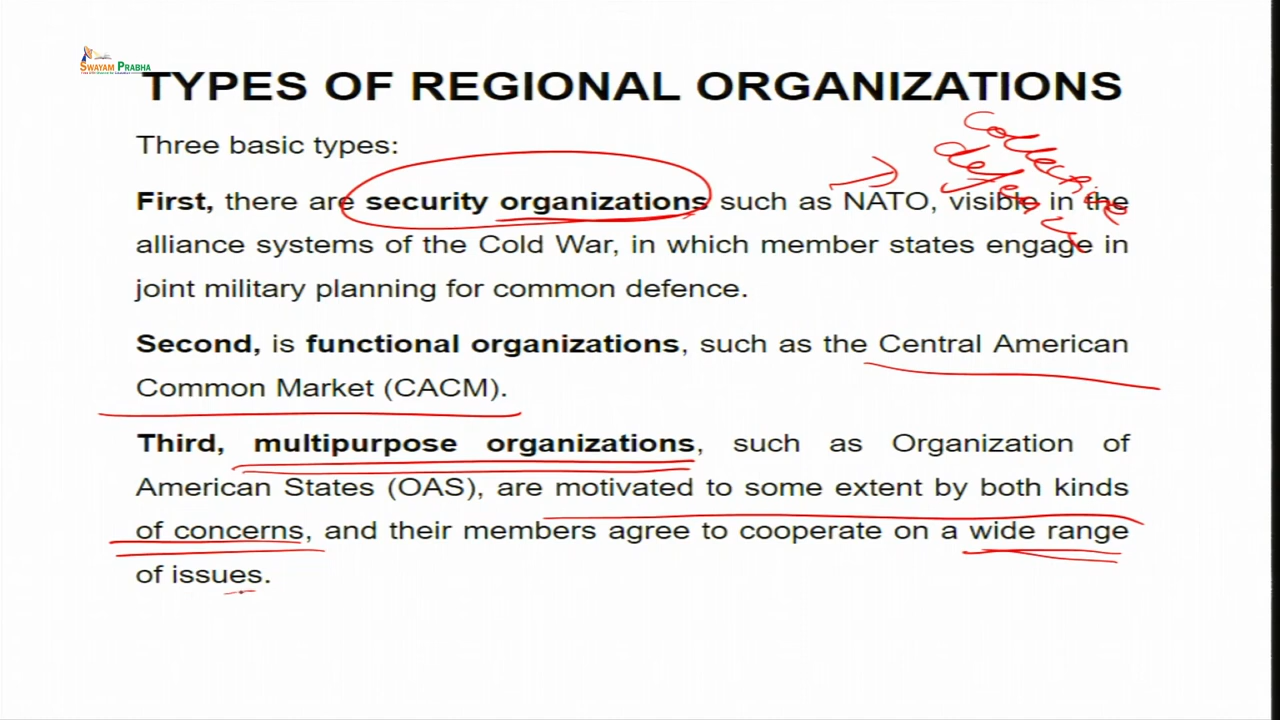 SWAYAM PRABHA
TYPES OF REGIONAL ORGANIZATIONS
Three basic types:
Collective
defence
First, there are security organizations such as NATO, visible in the
alliance systems of the Cold War, in which member states engage in
joint military planning for common defence.
Second, is functional organizations, such as the Central American
Common Market (CACM).
Third, multipurpose organizations, such as Organization of
American States (OAS), are motivated to some extent by both kinds
of concerns, and their members agree to cooperate on a wide range
of issues.